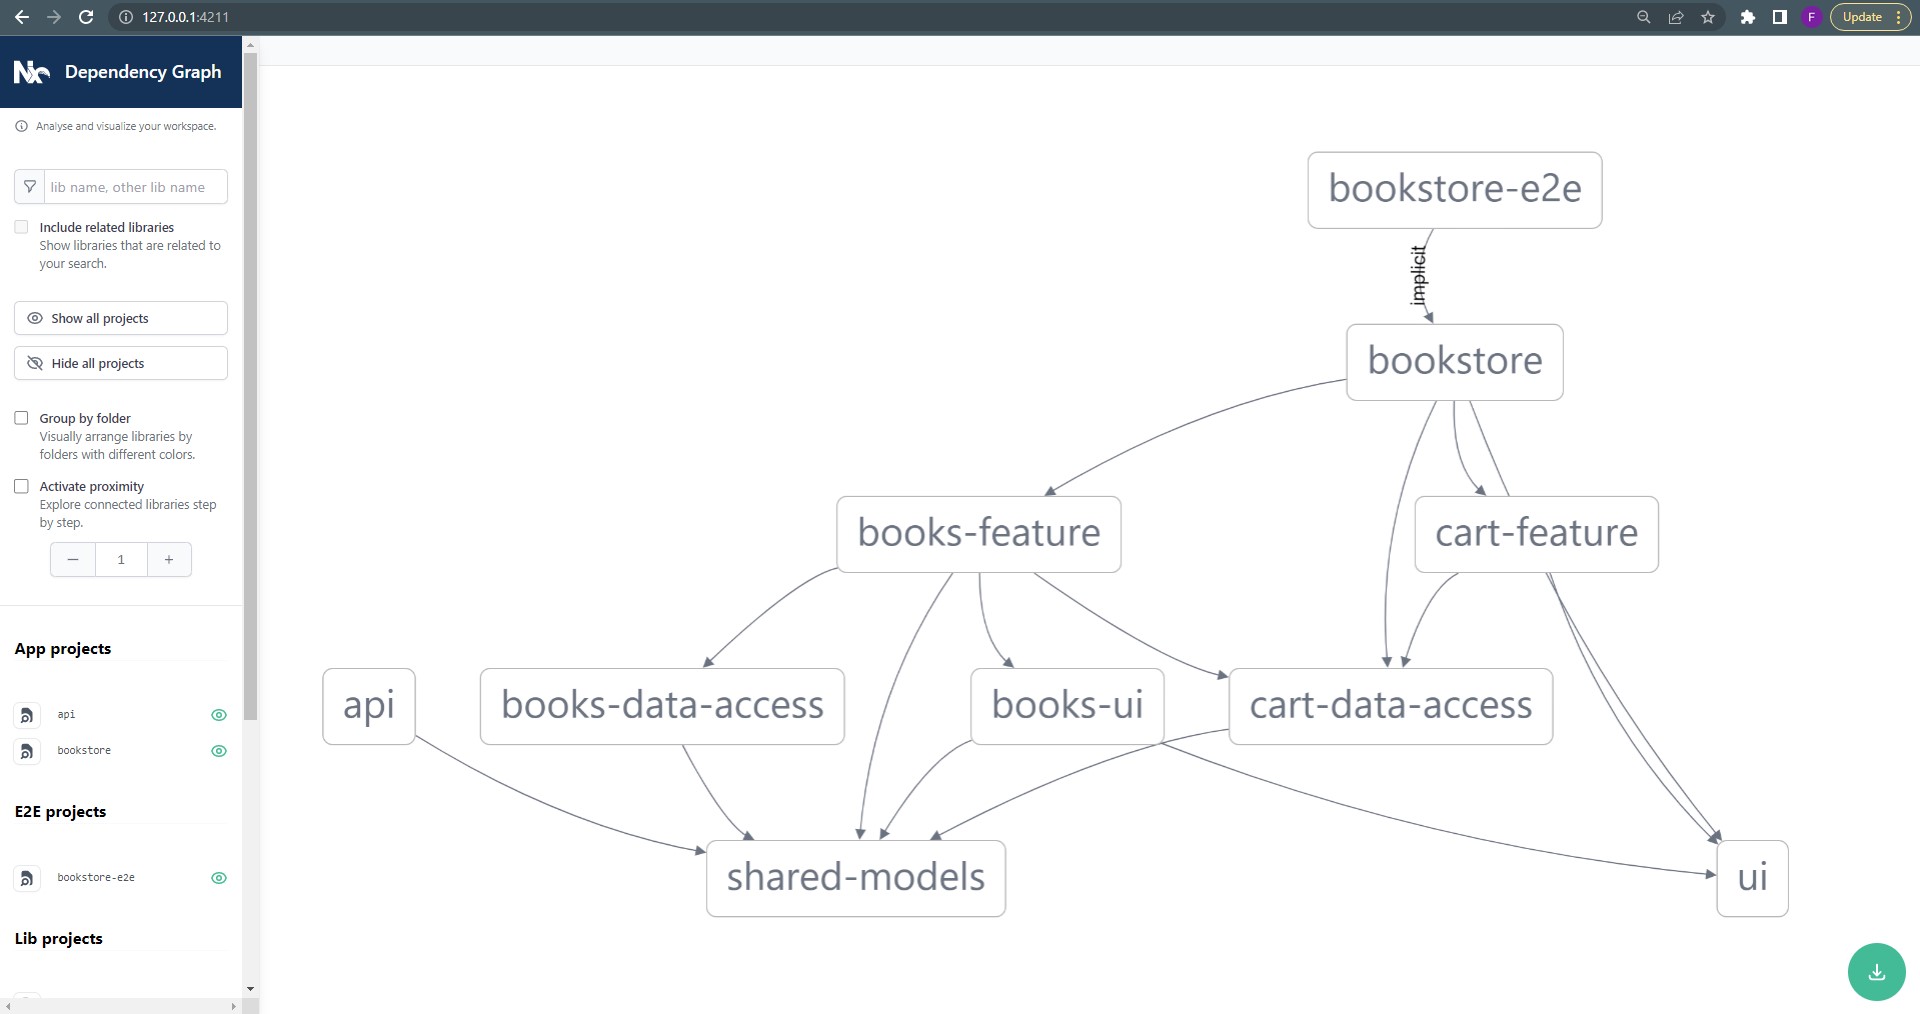 127.0.0.1:4211
F
Update
Nx
Dependency Graph
Analyse and visualize your workspace.
lib name, other lib name
Include related libraries
Show libraries that are related to
your search.
Show all projects
Hide all projects
Group by folder
Visually arrange libraries by
folders with different colors.
Activate proximity
Explore connected libraries step
by step.
1
App projects
api
bookstore
E2E projects
bookstore-e2e
Lib projects
bookstore-e2e
implicit
bookstore
books-feature
cart-feature
api
books-data-access
books-ui
cart-data-access
shared-models
ui